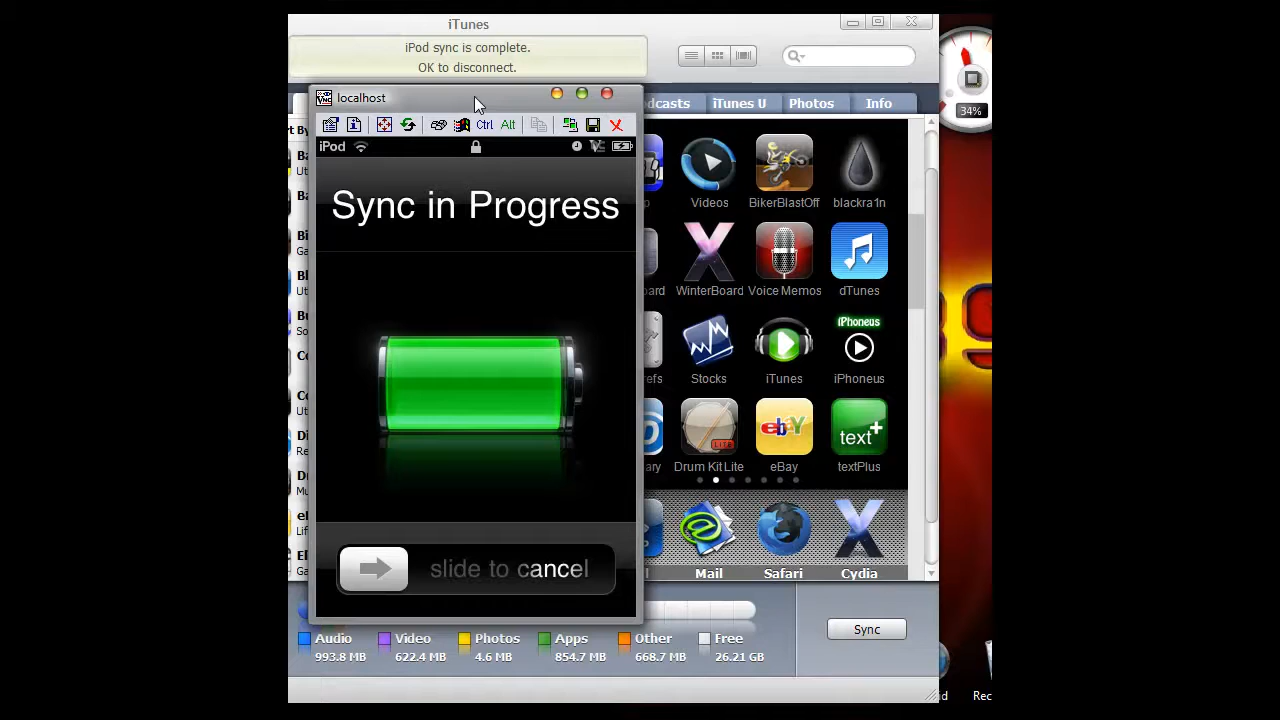 iTunes
iPod sync is complete.
OK to disconnect.
34%
dcasts iTunes U Photos Info
localhost
Ctrl Alt
iPod
Sync in Progress
slide to cancel
Videos BikerBlastOff blackra1n
WinterBoard Voice Memos dTunes
iPhoneus
Stocks iTunes iPhoneus
LITE ebY text+
Drum Kit Lite eBay textPlus
Mail Safari Cydia
Audio Video Photos Apps Other Free
993.8 MB 622.4 MB 4.6 MB 854.7 MB 668.7 MB 26.21 GB
Sync
id Rec